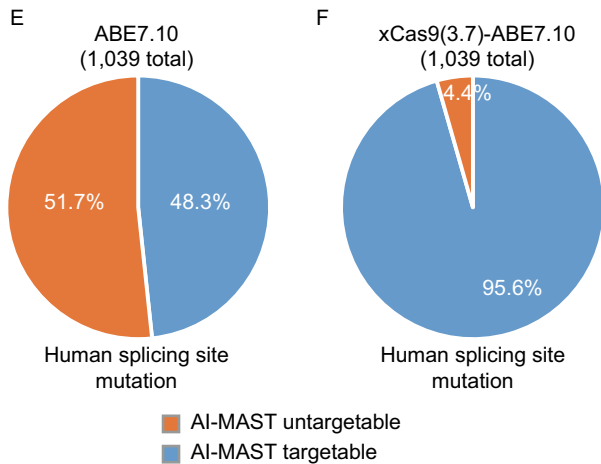 E
ABE7.10
(1,039 total)
51.7%
48.3%
Human splicing site
mutation
F
xCas9(3.7)-ABE7.10
(1,039 total)
4.4%
95.6%
Human splicing site
mutation
AI-MAST untargetable
AI-MAST targetable